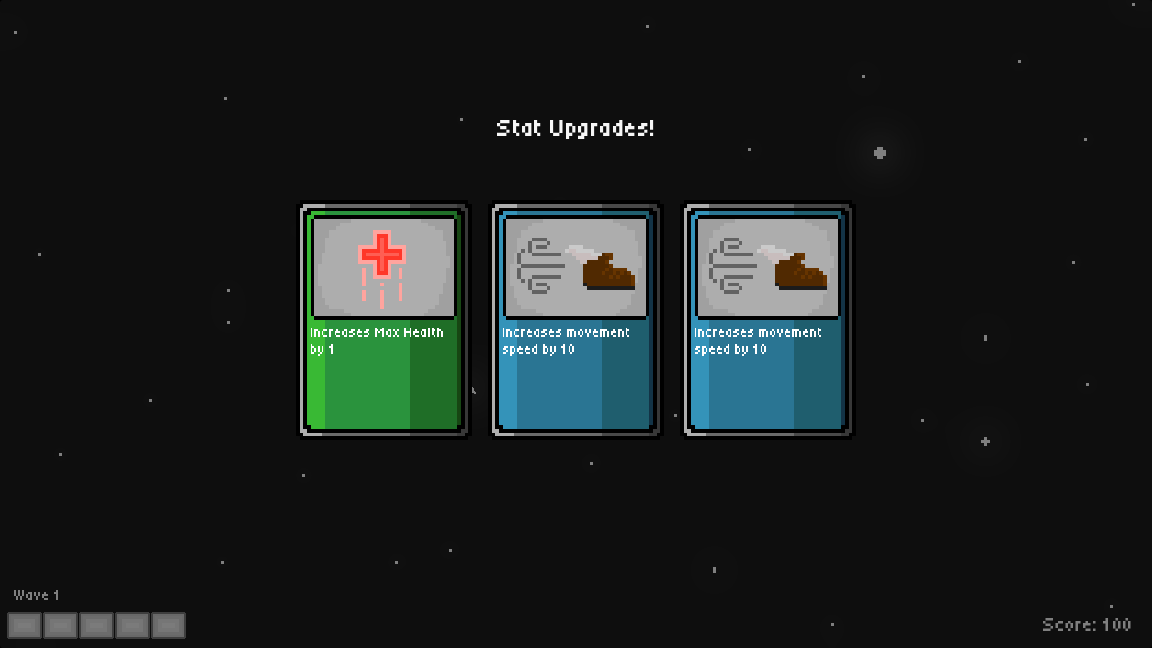 Stat Upgrades!
Increases Max Health
by 1
Increases movement
speed by 10
Increases movement
speed by 10
Wave 1
Score: 100